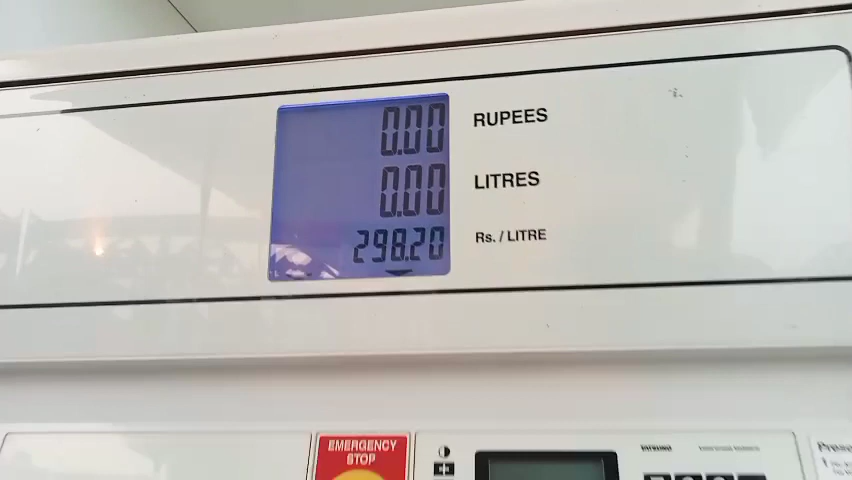 0.00 RUPEES
0.00 LITRES
298.20 Rs. / LITRE
EMERGENCY
STOP